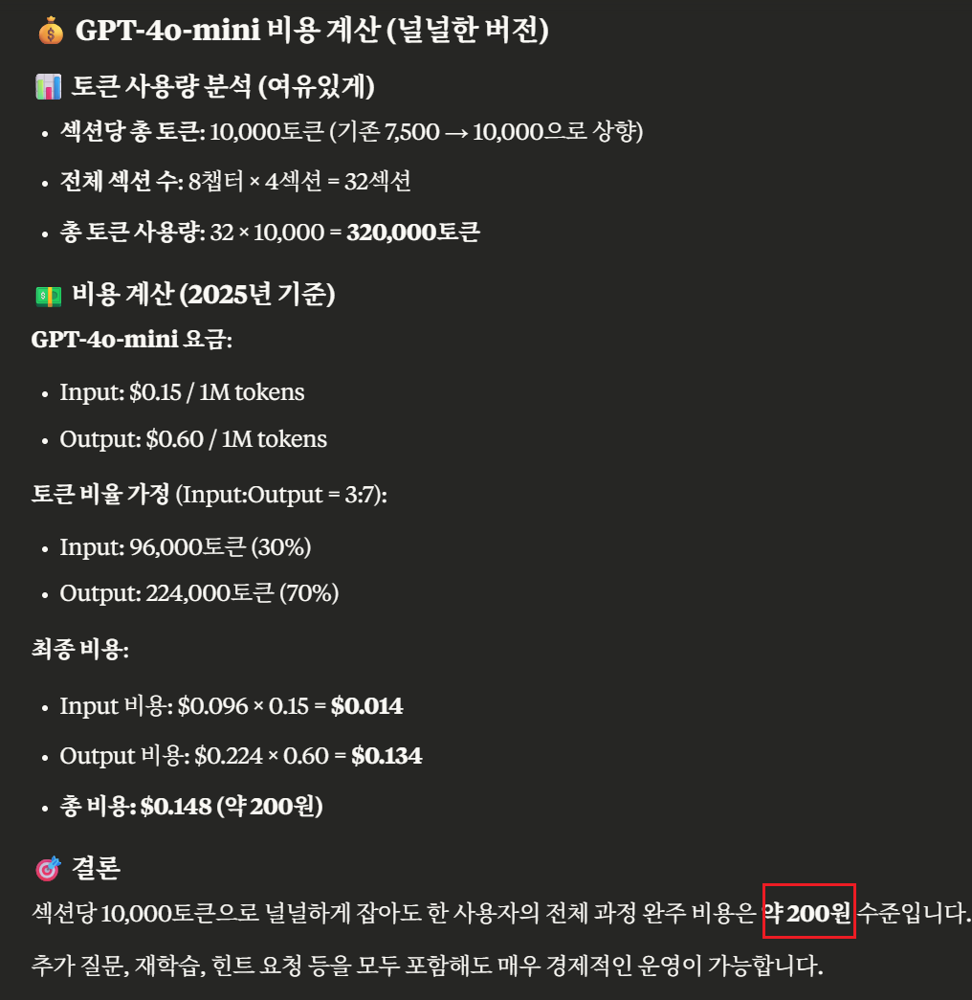 💰 GPT-4o-mini 비용 계산 (널널한 버전)
📊 토큰 사용량 분석 (여유있게)
• 섹션당 총 토큰: 10,000토큰 (기존 7,500 → 10,000으로 상향)
• 전체 섹션 수: 8챕터 × 4섹션 = 32섹션
• 총 토큰 사용량: 32 × 10,000 = 320,000토큰
💵 비용 계산 (2025년 기준)
GPT-4o-mini 요금:
• Input: $0.15 / 1M tokens
• Output: $0.60 / 1M tokens
토큰 비율 가정 (Input:Output = 3:7):
• Input: 96,000토큰 (30%)
• Output: 224,000토큰 (70%)
최종 비용:
• Input 비용: $0.096 × 0.15 = $0.014
• Output 비용: $0.224 × 0.60 = $0.134
• 총 비용: $0.148 (약 200원)
🎯 결론
섹션당 10,000토큰으로 널널하게 잡아도 한 사용자의 전체 과정 완주 비용은 약 200원 수준입니다.
추가 질문, 재학습, 힌트 요청 등을 모두 포함해도 매우 경제적인 운영이 가능합니다.